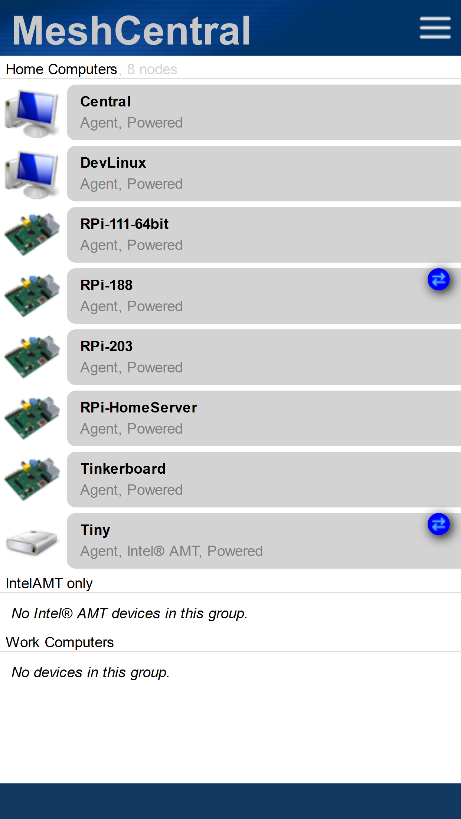 MeshCentral
Home Computers, 8 nodes
Central
Agent, Powered
DevLinux
Agent, Powered
RPi-111-64bit
Agent, Powered
RPi-188
Agent, Powered
RPi-203
Agent, Powered
RPi-HomeServer
Agent, Powered
Tinkerboard
Agent, Powered
Tiny
Agent, Intel® AMT, Powered
IntelAMT only
No Intel® AMT devices in this group.
Work Computers
No devices in this group.